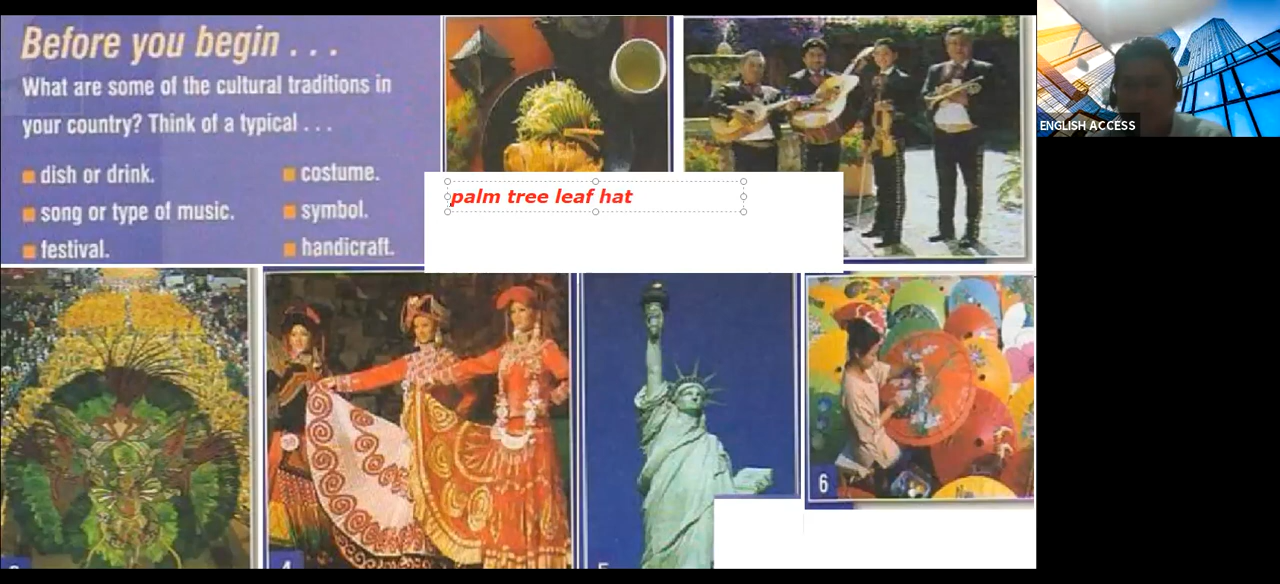 Before you begin . . .
What are some of the cultural traditions in
your country? Think of a typical . . .
dish or drink.
song or type of music.
festival.
costume.
symbol.
handicraft.
palm tree leaf hat
6
ENGLISH ACCESS